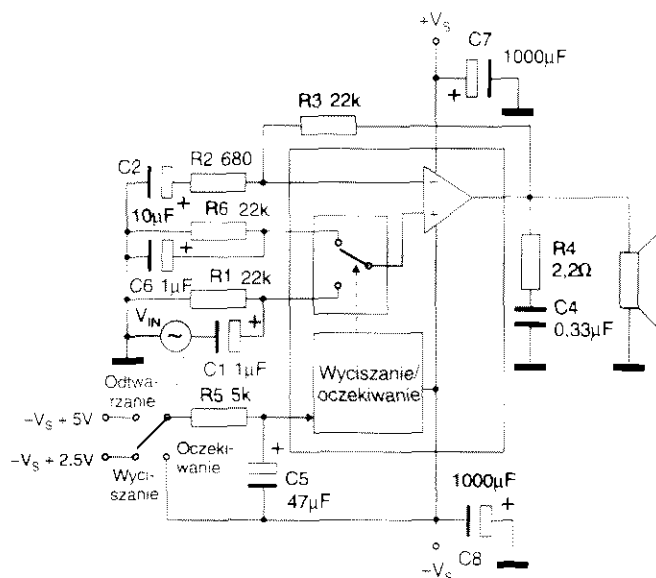 +Vs
C7
1000µF
+
R3 22k
C2
R2 680
+
10µF
R6 22k
+
C6 1µF
R1 22k
+
VIN
~
C1 1µF
−
+
R4
2,2Ω
C4
0.33µF
Wyciszanie/
oczekiwanie
Odtwa-
rzanie
R5 5k
−Vs + 5V
−Vs + 2.5V
Wyci-
szanie
Oczeki-
wanie
+
C5
47µF
1000µF
+
C8
−Vs